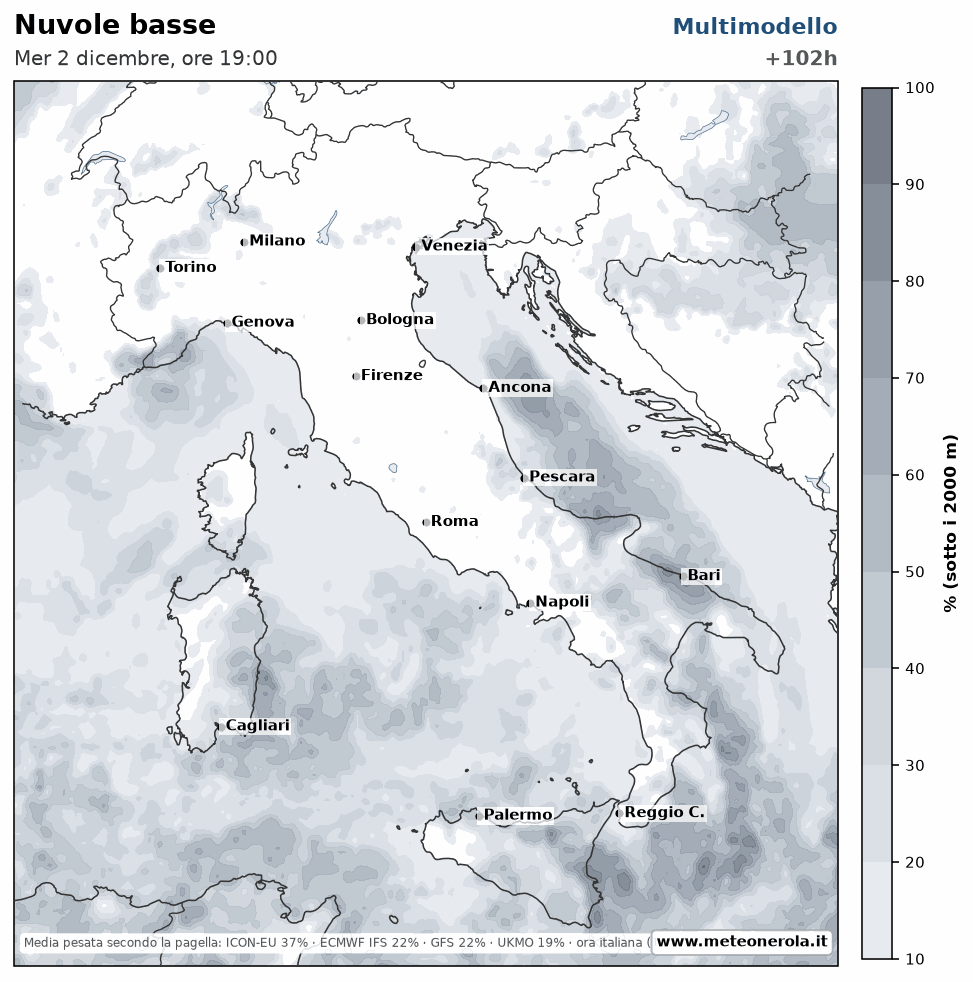 Nuvole basse
Multimodello
Mer 2 dicembre, ore 19:00
+102h
Milano
Venezia
Torino
Genova
Bologna
Firenze
Ancona
Pescara
Roma
Bari
Napoli
Cagliari
Palermo
Reggio C.
100
90
80
70
60
50
40
30
20
10
% (sotto i 2000 m)
Media pesata secondo la pagella: ICON-EU 37% · ECMWF IFS 22% · GFS 22% · UKMO 19% · ora italiana (
www.meteonerola.it